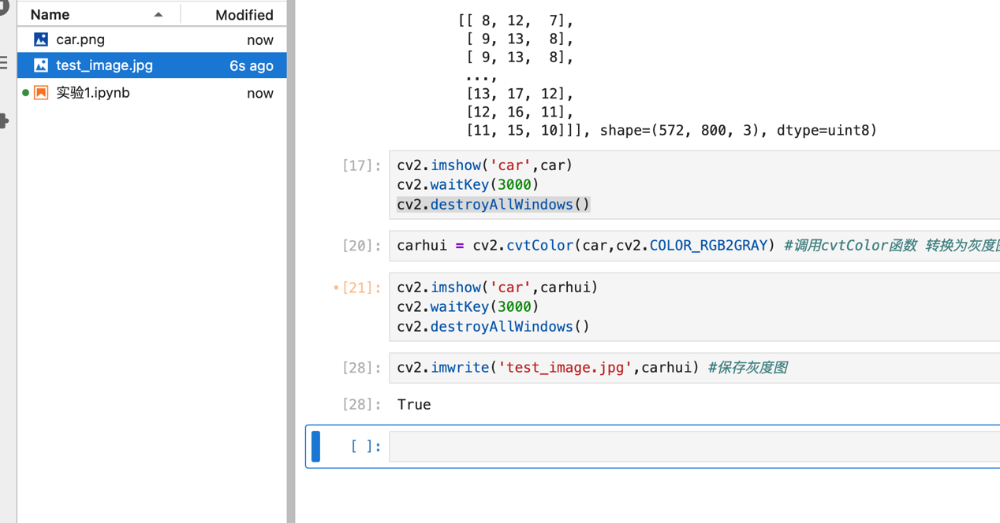 Name Modified
car.png now
test_image.jpg 6s ago
实验1.ipynb now
[[ 8, 12, 7],
[ 9, 13, 8],
[ 9, 13, 8],
...,
[13, 17, 12],
[12, 16, 11],
[11, 15, 10]]], shape=(572, 800, 3), dtype=uint8)
[17]: cv2.imshow('car',car)
cv2.waitKey(3000)
cv2.destroyAllWindows()
[20]: carhui = cv2.cvtColor(car,cv2.COLOR_RGB2GRAY) #调用cvtColor函数 转换为灰度
•[21]: cv2.imshow('car',carhui)
cv2.waitKey(3000)
cv2.destroyAllWindows()
[28]: cv2.imwrite('test_image.jpg',carhui) #保存灰度图
[28]: True
[ ]: